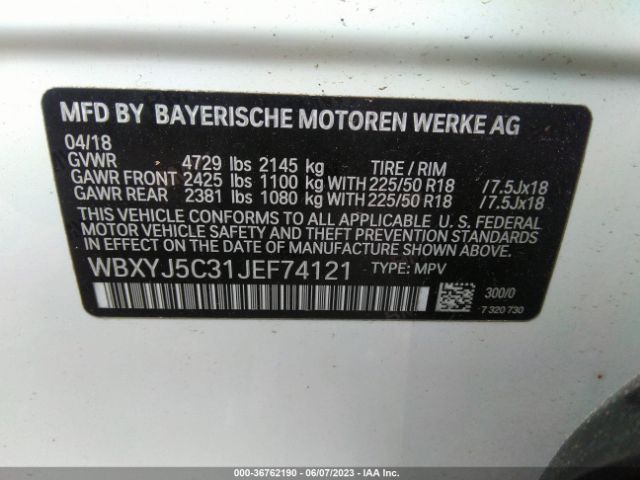 MFD BY BAYERISCHE MOTOREN WERKE AG
04/18
GVWR 4729 lbs 2145 kg TIRE / RIM
GAWR FRONT 2425 lbs 1100 kg WITH 225/50 R18 /7.5Jx18
GAWR REAR 2381 lbs 1080 kg WITH 225/50 R18 /7.5Jx18
THIS VEHICLE CONFORMS TO ALL APPLICABLE U. S. FEDERAL
MOTOR VEHICLE SAFETY, BUMPER, AND THEFT PREVENTION
STANDARDS IN EFFECT ON THE DATE OF MANUFACTURE SHOWN ABOVE.
WBXYJ5C31JEF74121 TYPE: MPV
300/0
7 320 730
000-36762190 - 06/07/2023 - IAA Inc.